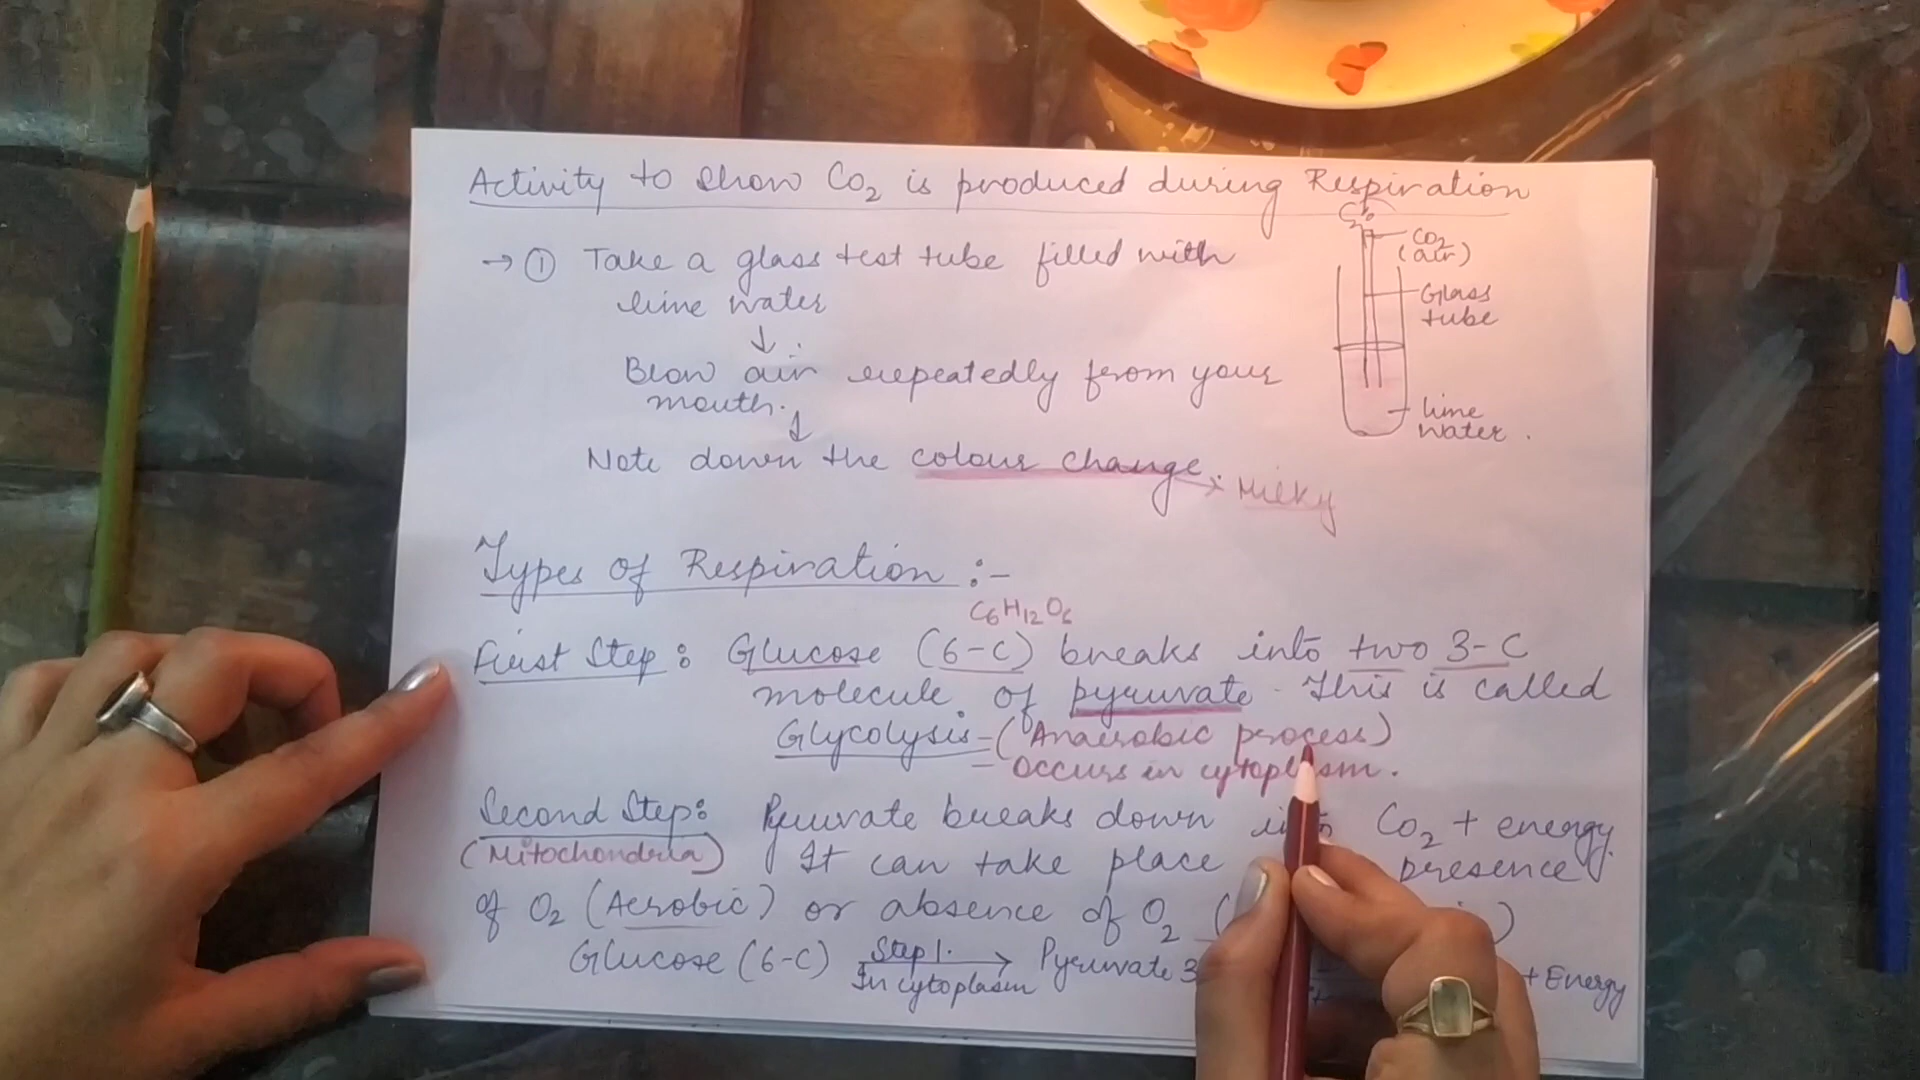 Activity to show CO2 is produced during Respiration
→ ① Take a glass test tube filled with
lime water
↓
Blow air repeatedly from your
mouth.
↓
Note down the colour change.
→ Milky
CO2
(air)
Glass
tube
lime
water.
Types of Respiration :-
C6H12O6
First Step: Glucose (6-C) breaks into two 3-C
molecule of pyruvate. This is called
Glycolysis - (Anaerobic process)
= Occurs in cytoplasm.
Second Step: Pyruvate breaks down into CO2 + energy.
(Mitochondria) It can take place presence
of O2 (Aerobic) or absence of O2 ( )
Glucose (6-C) Step 1. → Pyruvate 3 + Energy
In cytoplasm